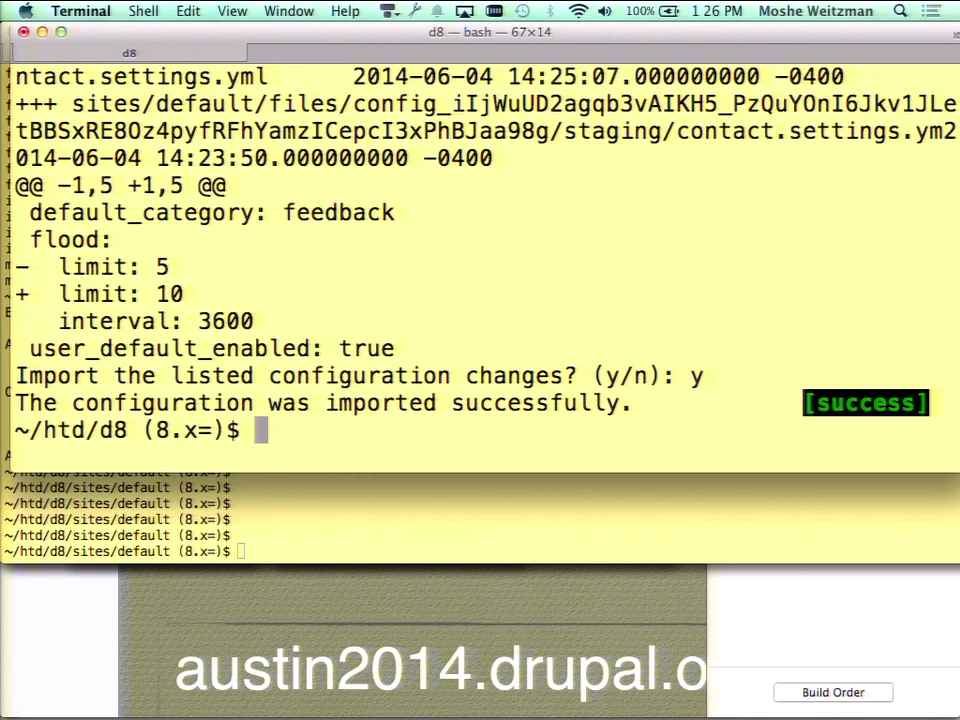 Terminal Shell Edit View Window Help 100% 1 26 PM Moshe Weitzman
d8 — bash — 67×14
d8
ntact.settings.yml 2014-06-04 14:25:07.000000000 -0400
+++ sites/default/files/config_iIjWuUD2agqb3vAIKH5_PzQuYOnI6Jkv1JLe
tBBSxRE8Oz4pyfRFhYamzICepcI3xPhBJaa98g/staging/contact.settings.ym2
014-06-04 14:23:50.000000000 -0400
@@ -1,5 +1,5 @@
default_category: feedback
flood:
- limit: 5
+ limit: 10
interval: 3600
user_default_enabled: true
Import the listed configuration changes? (y/n): y
The configuration was imported successfully. [success]
~/htd/d8 (8.x=)$
~/htd/d8/sites/default (8.x=)$
~/htd/d8/sites/default (8.x=)$
~/htd/d8/sites/default (8.x=)$
~/htd/d8/sites/default (8.x=)$
~/htd/d8/sites/default (8.x=)$
~/htd/d8/sites/default (8.x=)$
austin2014.drupal.o
Build Order